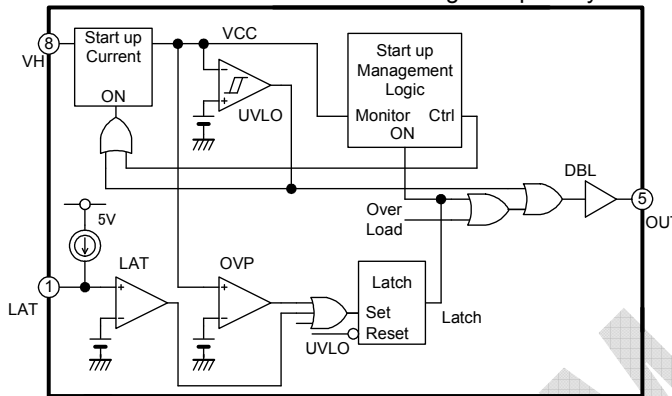 8
VH
Start up
Current
ON
VCC
UVLO
Start up
Management
Logic
Monitor Ctrl
ON
DBL
5
OUT
Over
Load
5V
1
LAT
LAT
OVP
Latch
Set
Reset
UVLO
Latch